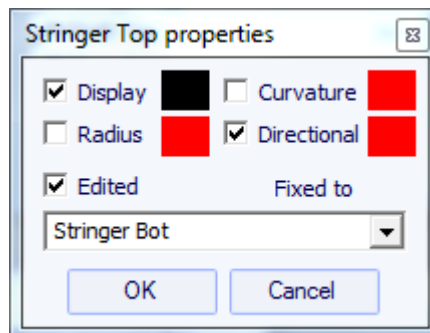 Stringer Top properties
Display Curvature
Radius Directional
Edited Fixed to
Stringer Bot
OK Cancel